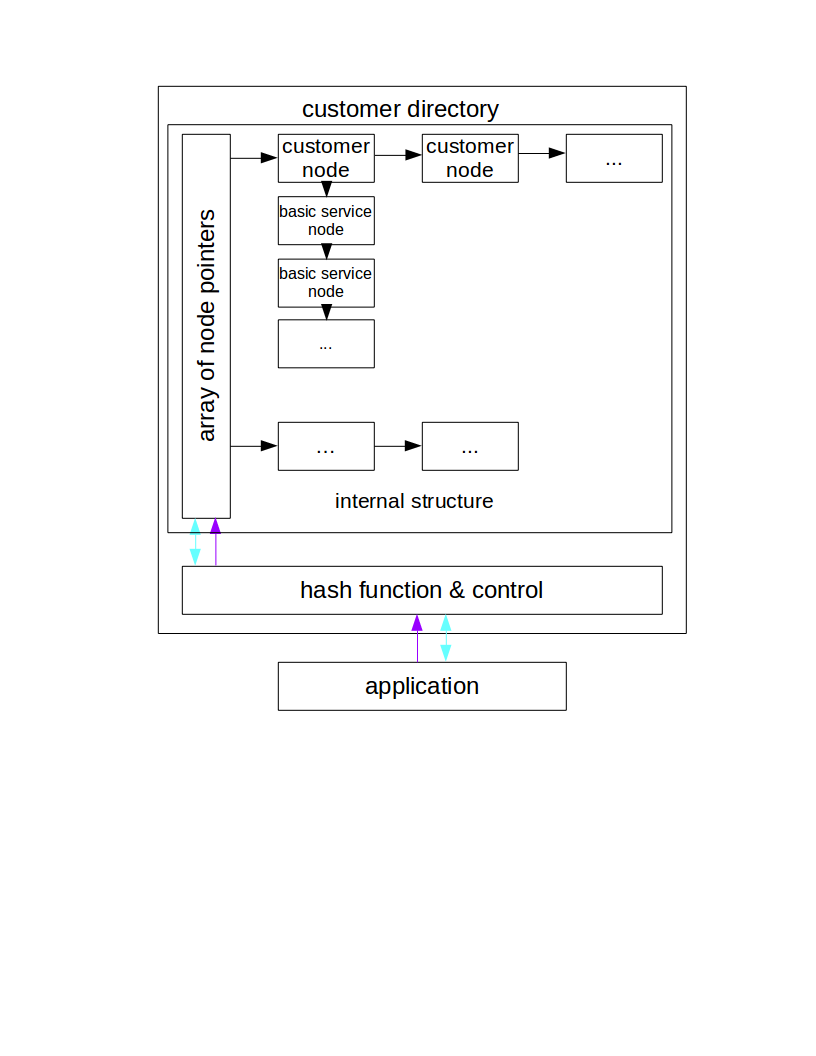 customer directory
array of node pointers
customer
node
customer
node
...
basic service
node
basic service
node
...
...
...
internal structure
hash function & control
application